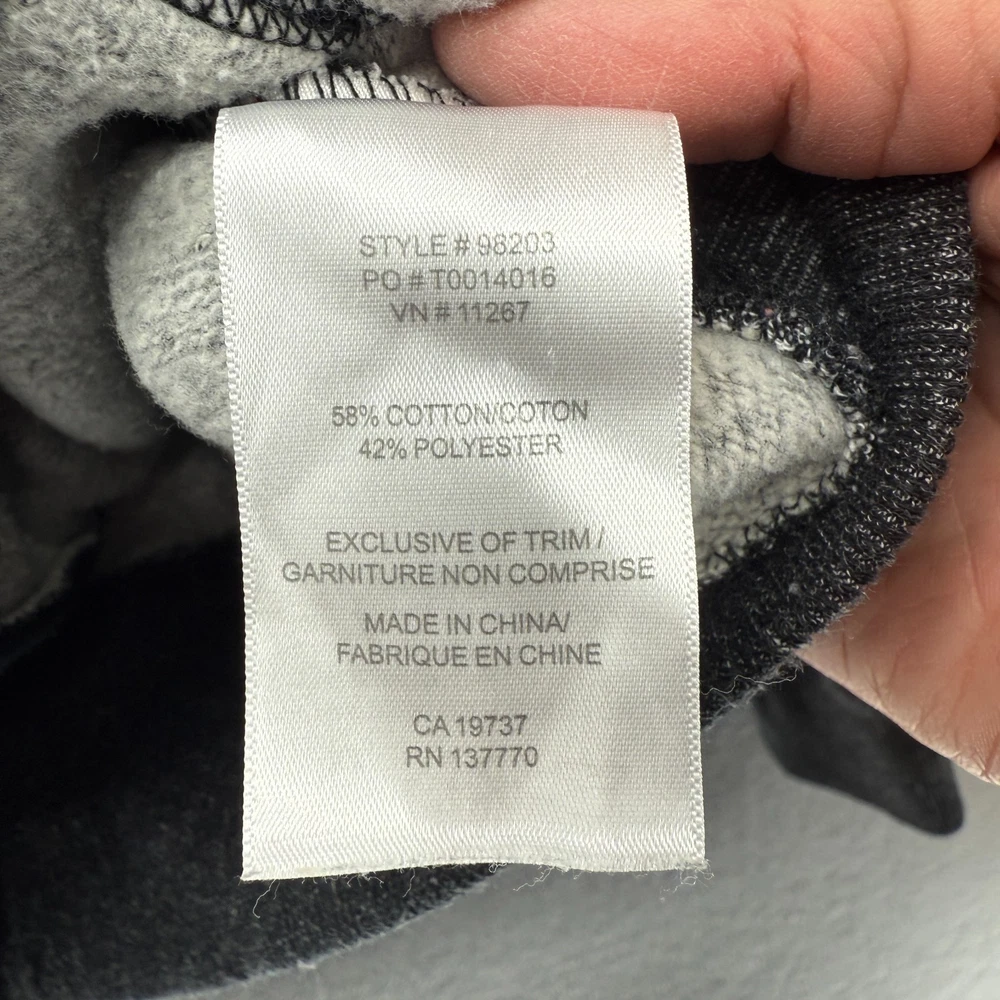 STYLE # 98203
PO # T0014016
VN # 11267
58% COTTON/COTON
42% POLYESTER
EXCLUSIVE OF TRIM /
GARNITURE NON COMPRISE
MADE IN CHINA/
FABRIQUE EN CHINE
CA 19737
RN 137770